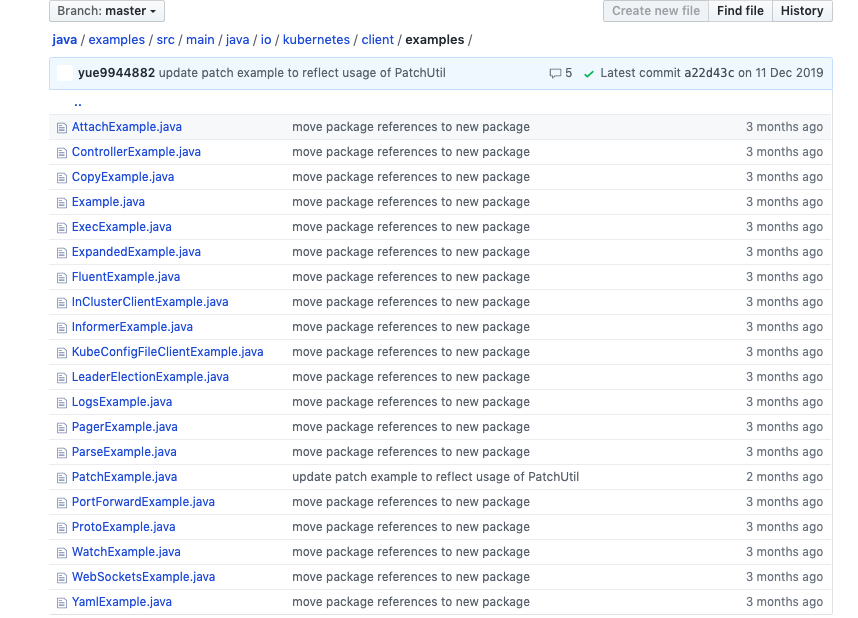 Branch: master
Create new file Find file History
java / examples / src / main / java / io / kubernetes / client / examples /
yue9944882 update patch example to reflect usage of PatchUtil 5 Latest commit a22d43c on 11 Dec 2019
..
AttachExample.java move package references to new package 3 months ago
ControllerExample.java move package references to new package 3 months ago
CopyExample.java move package references to new package 3 months ago
Example.java move package references to new package 3 months ago
ExecExample.java move package references to new package 3 months ago
ExpandedExample.java move package references to new package 3 months ago
FluentExample.java move package references to new package 3 months ago
InClusterClientExample.java move package references to new package 3 months ago
InformerExample.java move package references to new package 3 months ago
KubeConfigFileClientExample.java move package references to new package 3 months ago
LeaderElectionExample.java move package references to new package 3 months ago
LogsExample.java move package references to new package 3 months ago
PagerExample.java move package references to new package 3 months ago
ParseExample.java move package references to new package 3 months ago
PatchExample.java update patch example to reflect usage of PatchUtil 2 months ago
PortForwardExample.java move package references to new package 3 months ago
ProtoExample.java move package references to new package 3 months ago
WatchExample.java move package references to new package 3 months ago
WebSocketsExample.java move package references to new package 3 months ago
YamlExample.java move package references to new package 3 months ago